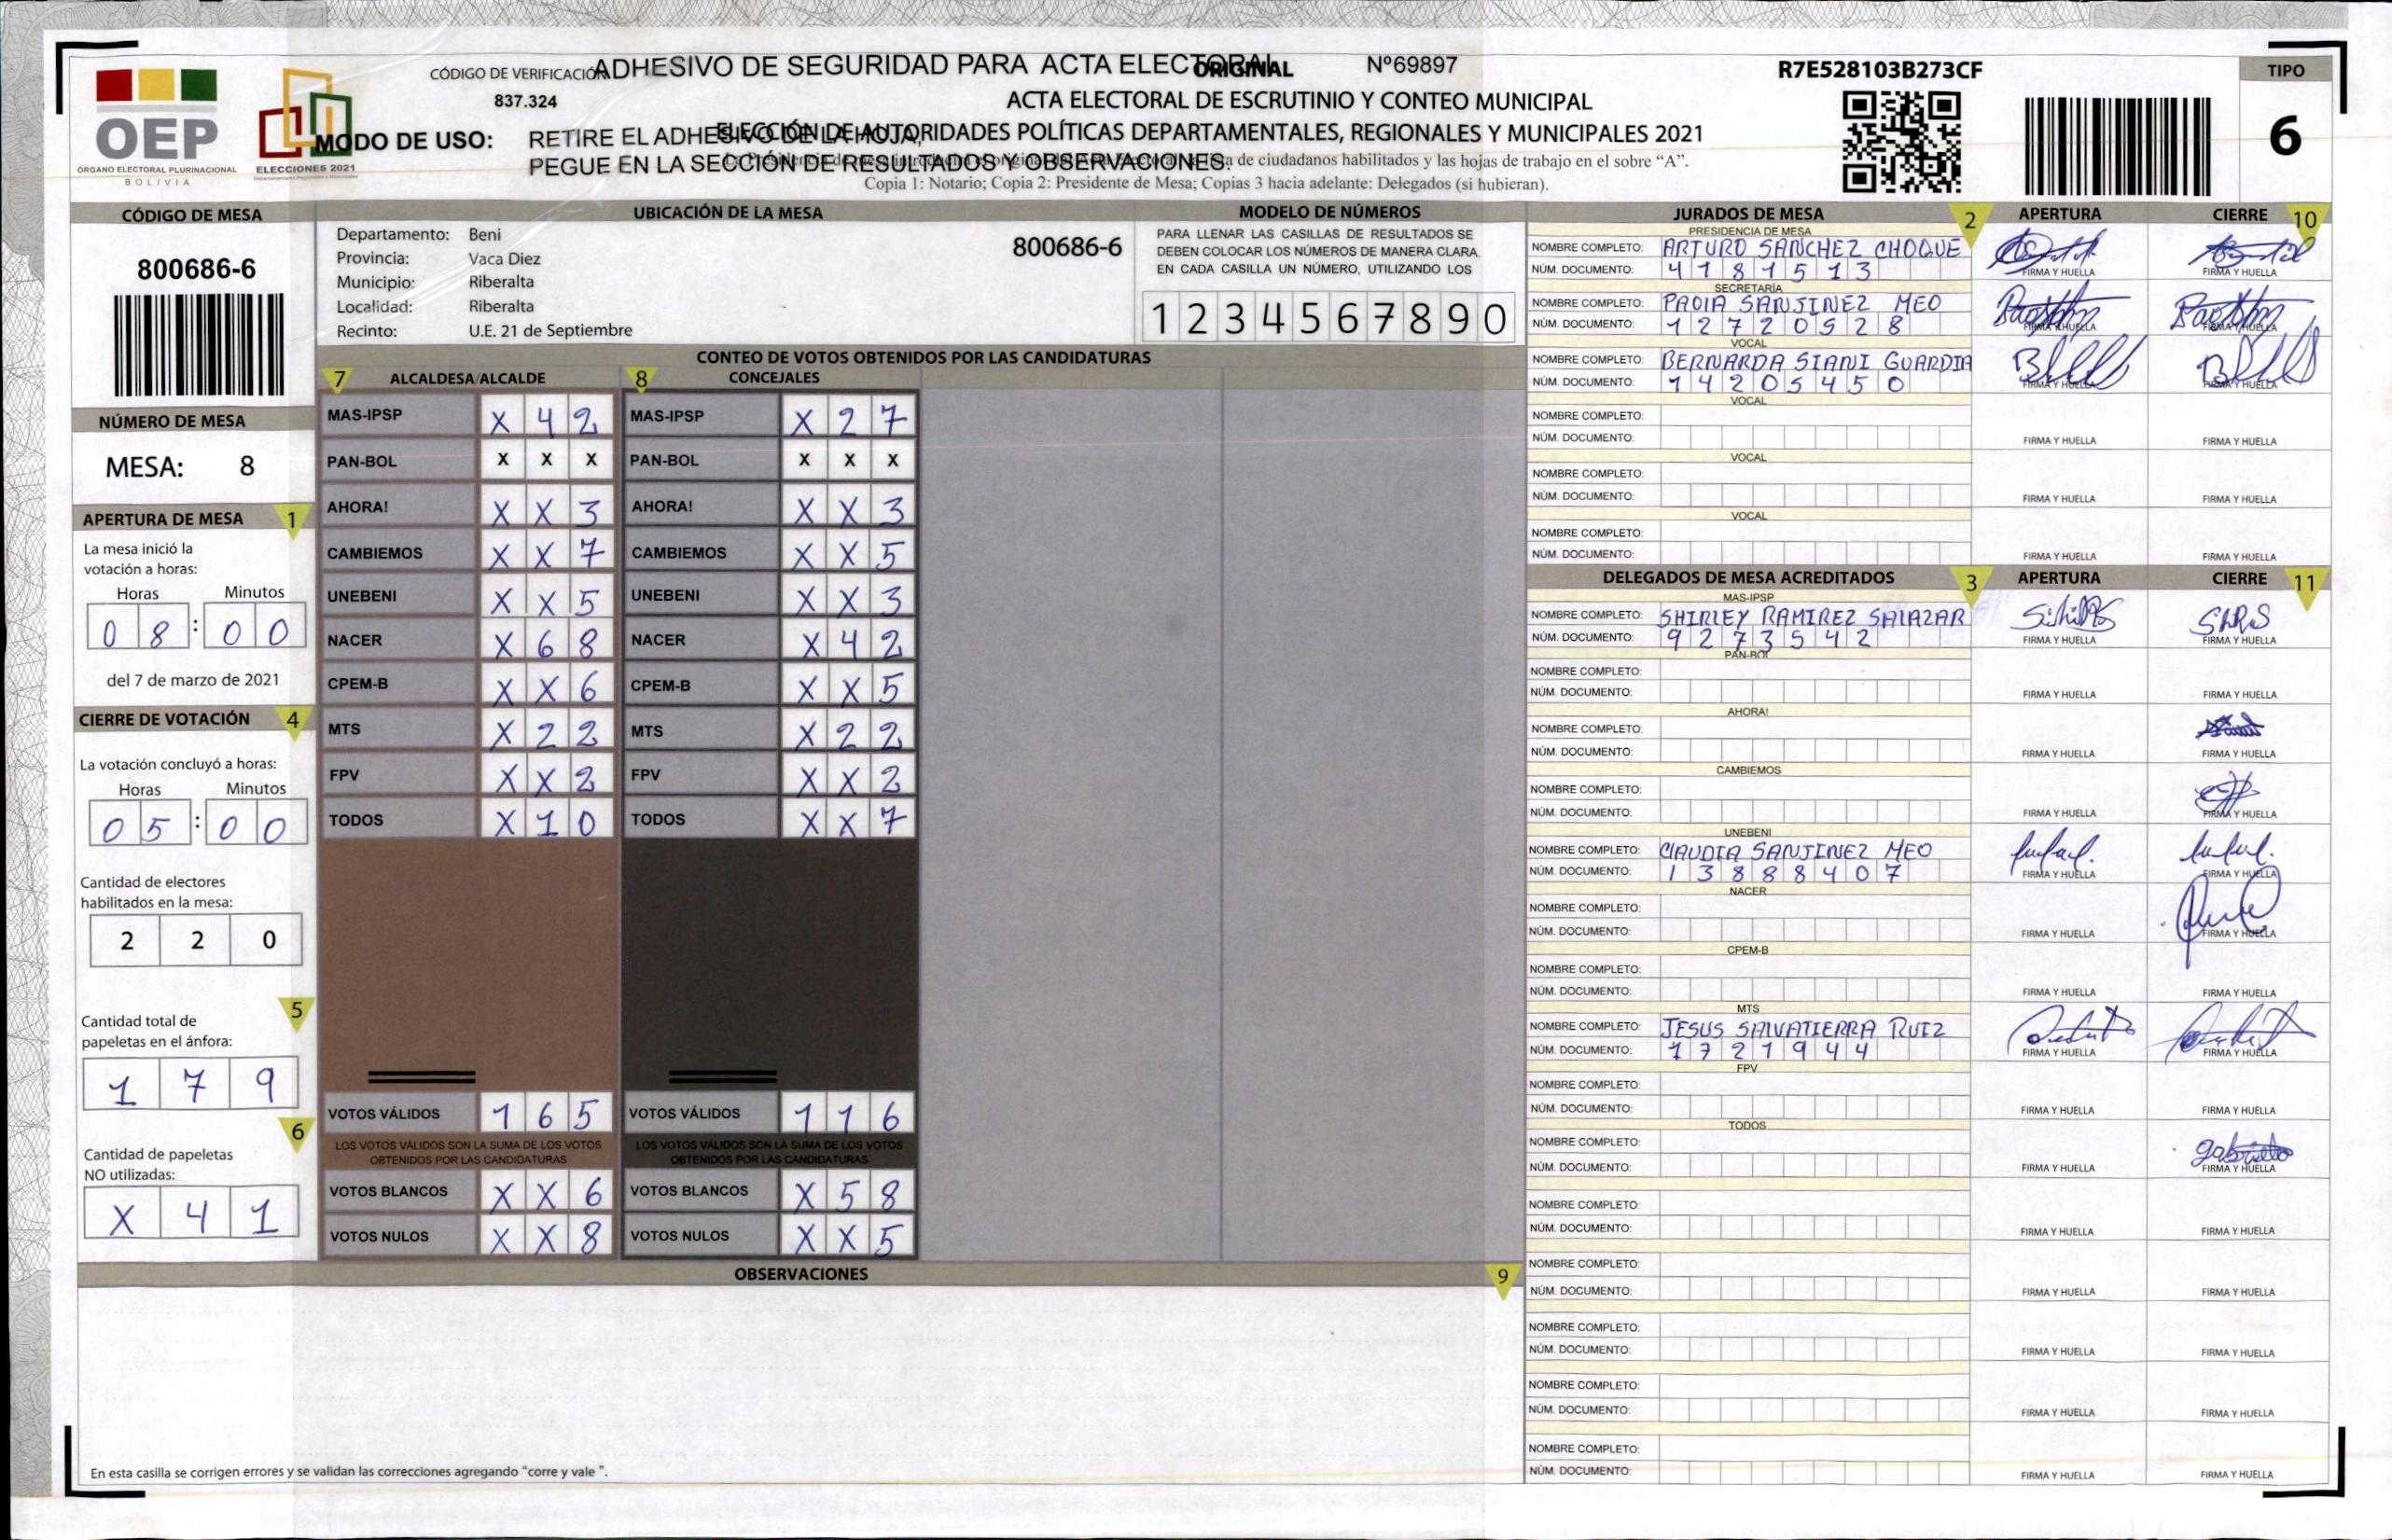 CÓDIGO DE VERIFICACIÓN
837.324
ADHESIVO DE SEGURIDAD PARA ACTA ELECTORAL
ORIGINAL
Nº69897
R7E528103B273CF
TIPO
6
OEP
ÓRGANO ELECTORAL PLURINACIONAL
BOLIVIA
ELECCIONES 2021
ACTA ELECTORAL DE ESCRUTINIO Y CONTEO MUNICIPAL
MODO DE USO: RETIRE EL ADHESIVO DE LA HOJA,
PEGUE EN LA SECCIÓN DE RESULTADOS Y OBSERVACIONES.
ELECCIÓN DE AUTORIDADES POLÍTICAS DEPARTAMENTALES, REGIONALES Y MUNICIPALES 2021
de ciudadanos habilitados y las hojas de trabajo en el sobre “A”.
Copia 1: Notario; Copia 2: Presidente de Mesa; Copias 3 hacia adelante: Delegados (si hubieran).
CÓDIGO DE MESA
800686-6
NÚMERO DE MESA
MESA: 8
APERTURA DE MESA 1
La mesa inició la
votación a horas:
Horas Minutos
0 8 : 0 0
del 7 de marzo de 2021
CIERRE DE VOTACIÓN 4
La votación concluyó a horas:
Horas Minutos
0 5 : 0 0
Cantidad de electores
habilitados en la mesa:
2 2 0
5
Cantidad total de
papeletas en el ánfora:
1 7 9
6
Cantidad de papeletas
NO utilizadas:
X 4 1
UBICACIÓN DE LA MESA
Departamento: Beni
800686-6
Provincia: Vaca Diez
Municipio: Riberalta
Localidad: Riberalta
Recinto: U.E. 21 de Septiembre
MODELO DE NÚMEROS
PARA LLENAR LAS CASILLAS DE RESULTADOS SE
DEBEN COLOCAR LOS NÚMEROS DE MANERA CLARA.
EN CADA CASILLA UN NÚMERO, UTILIZANDO LOS
1 2 3 4 5 6 7 8 9 0
CONTEO DE VOTOS OBTENIDOS POR LAS CANDIDATURAS
7 ALCALDESA/ALCALDE 8 CONCEJALES
MAS-IPSP X 4 2 MAS-IPSP X 2 7
PAN-BOL X X X PAN-BOL X X X
AHORA! X X 3 AHORA! X X 3
CAMBIEMOS X X 7 CAMBIEMOS X X 5
UNEBENI X X 5 UNEBENI X X 3
NACER X 6 8 NACER X 4 2
CPEM-B X X 6 CPEM-B X X 5
MTS X 2 2 MTS X 2 2
FPV X X 2 FPV X X 2
TODOS X 1 0 TODOS X X 7
VOTOS VÁLIDOS 1 6 5 VOTOS VÁLIDOS 1 1 6
LOS VOTOS VÁLIDOS SON LA SUMA DE LOS VOTOS LOS VOTOS VÁLIDOS SON LA SUMA DE LOS VOTOS
OBTENIDOS POR LAS CANDIDATURAS OBTENIDOS POR LAS CANDIDATURAS
VOTOS BLANCOS X X 6 VOTOS BLANCOS X 5 8
VOTOS NULOS X X 8 VOTOS NULOS X X 5
OBSERVACIONES 9
En esta casilla se corrigen errores y se validan las correcciones agregando “corre y vale ”.
JURADOS DE MESA 2 APERTURA CIERRE 10
PRESIDENCIA DE MESA
NOMBRE COMPLETO: ARTURO SANCHEZ CHOQUE
NÚM. DOCUMENTO: 4 1 8 1 5 1 3 FIRMA Y HUELLA FIRMA Y HUELLA
SECRETARÍA
NOMBRE COMPLETO: PAOLA SANJINEZ MEO
NÚM. DOCUMENTO: 1 2 7 2 0 5 2 8 FIRMA Y HUELLA FIRMA Y HUELLA
VOCAL
NOMBRE COMPLETO: BERNARDA SIANI GUARDIA
NÚM. DOCUMENTO: 1 4 2 0 5 4 5 0 FIRMA Y HUELLA FIRMA Y HUELLA
VOCAL
NOMBRE COMPLETO:
NÚM. DOCUMENTO: FIRMA Y HUELLA FIRMA Y HUELLA
VOCAL
NOMBRE COMPLETO:
NÚM. DOCUMENTO: FIRMA Y HUELLA FIRMA Y HUELLA
VOCAL
NOMBRE COMPLETO:
NÚM. DOCUMENTO: FIRMA Y HUELLA FIRMA Y HUELLA
DELEGADOS DE MESA ACREDITADOS 3 APERTURA CIERRE 11
MAS-IPSP
NOMBRE COMPLETO: SHIRLEY RAMIREZ SALAZAR
NÚM. DOCUMENTO: 9 2 7 3 5 4 2 FIRMA Y HUELLA FIRMA Y HUELLA
PAN-BOL
NOMBRE COMPLETO:
NÚM. DOCUMENTO: FIRMA Y HUELLA FIRMA Y HUELLA
AHORA!
NOMBRE COMPLETO:
NÚM. DOCUMENTO: FIRMA Y HUELLA FIRMA Y HUELLA
CAMBIEMOS
NOMBRE COMPLETO:
NÚM. DOCUMENTO: FIRMA Y HUELLA FIRMA Y HUELLA
UNEBENI
NOMBRE COMPLETO: CLAUDIA SANJINEZ MEO
NÚM. DOCUMENTO: 1 3 8 8 8 4 0 7 FIRMA Y HUELLA FIRMA Y HUELLA
NACER
NOMBRE COMPLETO:
NÚM. DOCUMENTO: FIRMA Y HUELLA FIRMA Y HUELLA
CPEM-B
NOMBRE COMPLETO:
NÚM. DOCUMENTO: FIRMA Y HUELLA FIRMA Y HUELLA
MTS
NOMBRE COMPLETO: JESUS SALVATIERRA RUIZ
NÚM. DOCUMENTO: 1 7 2 1 9 4 4 FIRMA Y HUELLA FIRMA Y HUELLA
FPV
NOMBRE COMPLETO:
NÚM. DOCUMENTO: FIRMA Y HUELLA FIRMA Y HUELLA
TODOS
NOMBRE COMPLETO:
NÚM. DOCUMENTO: FIRMA Y HUELLA FIRMA Y HUELLA
NOMBRE COMPLETO:
NÚM. DOCUMENTO: FIRMA Y HUELLA FIRMA Y HUELLA
NOMBRE COMPLETO:
NÚM. DOCUMENTO: FIRMA Y HUELLA FIRMA Y HUELLA
NOMBRE COMPLETO:
NÚM. DOCUMENTO: FIRMA Y HUELLA FIRMA Y HUELLA
NOMBRE COMPLETO:
NÚM. DOCUMENTO: FIRMA Y HUELLA FIRMA Y HUELLA
NOMBRE COMPLETO:
NÚM. DOCUMENTO: FIRMA Y HUELLA FIRMA Y HUELLA